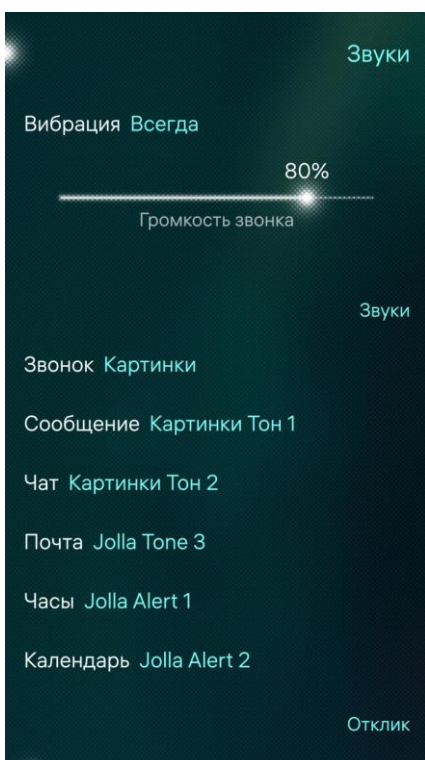 Звуки
Вибрация Всегда
80%
Громкость звонка
Звуки
Звонок Картинки
Сообщение Картинки Тон 1
Чат Картинки Тон 2
Почта Jolla Tone 3
Часы Jolla Alert 1
Календарь Jolla Alert 2
Отклик